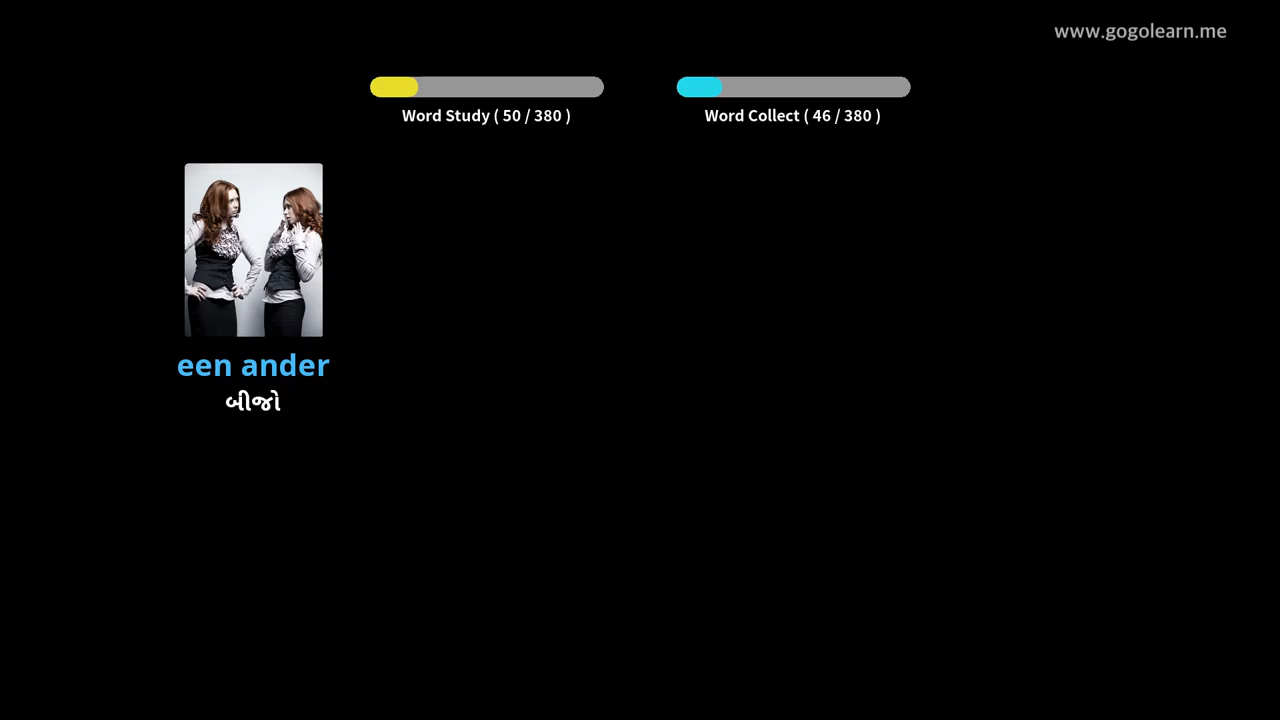 www.gogolearn.me
Word Study ( 50 / 380 )
Word Collect ( 46 / 380 )
een ander
બીજો